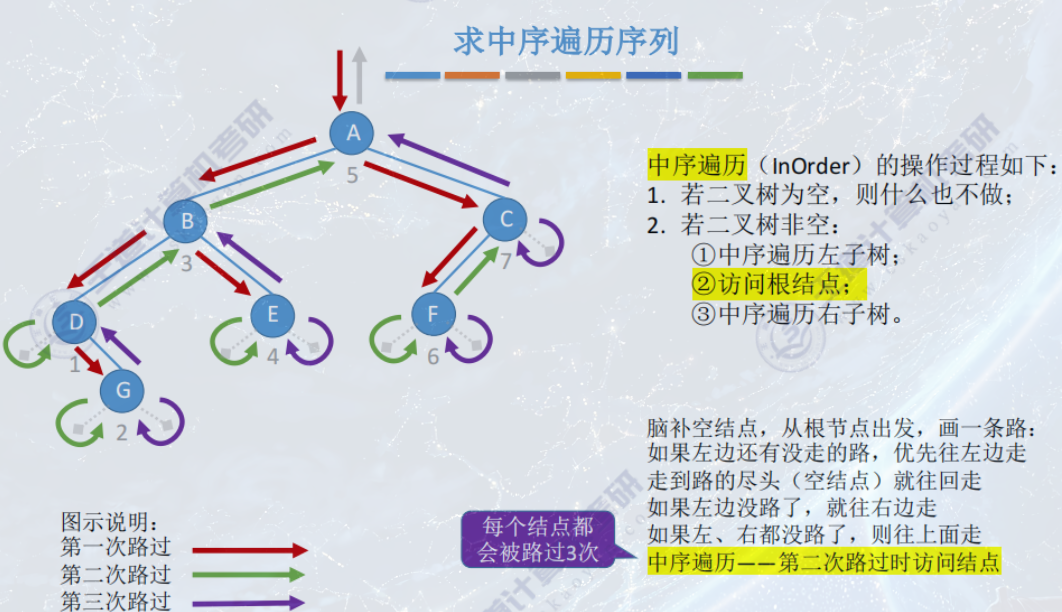 求中序遍历序列
A
5
B
3
C
7
D
1
E
4
F
6
G
2
中序遍历（InOrder）的操作过程如下：
1. 若二叉树为空，则什么也不做；
2. 若二叉树非空：
①中序遍历左子树；
②访问根结点；
③中序遍历右子树。
脑补空结点，从根节点出发，画一条路：
如果左边还有没走的路，优先往左边走
走到路的尽头（空结点）就往回走
如果左边没路了，就往右边走
如果左、右都没路了，则往上面走
中序遍历——第二次路过时访问结点
每个结点都
会被路过3次
图示说明：
第一次路过
第二次路过
第三次路过